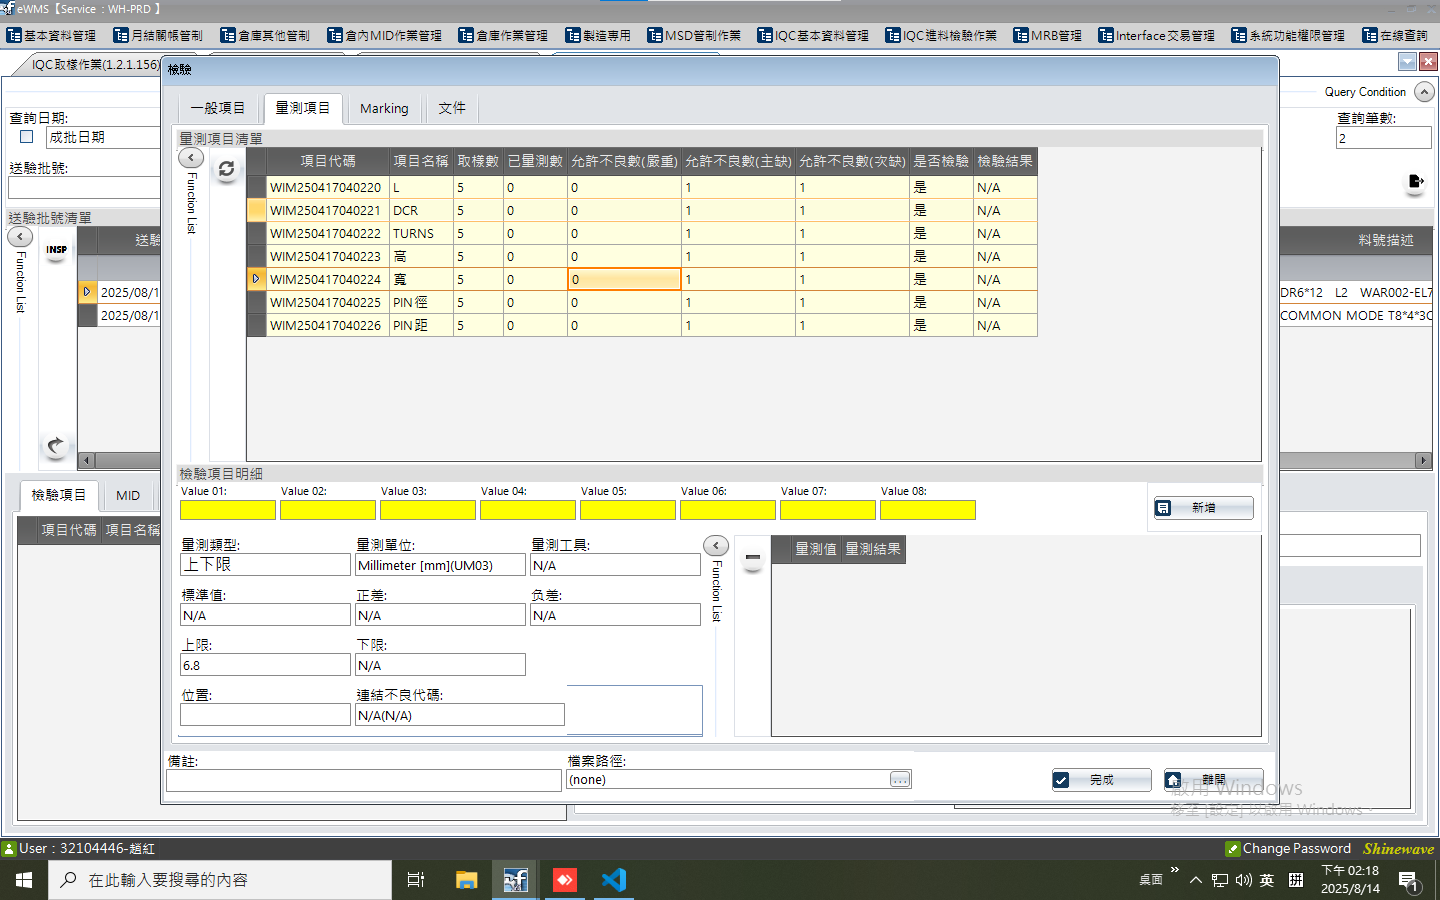 eWMS【Service : WH-PRD 】
基本資料管理 月結關帳管制 倉庫其他管制 倉內MID作業管理 倉庫作業管理 製造專用 MSD管制作業 IQC基本資料管理 IQC進料檢驗作業 MRB管理 Interface交易管理 系統功能權限管理 在線查詢
IQC取樣作業(1.2.1.156)
檢驗
Query Condition
查詢日期:
成批日期
查詢筆數:
2
送驗批號:
送驗批號清單
Function List
INSP
送驗
料號描述
2025/08/1
DR6*12 L2 WAR002-EL7
2025/08/1
COMMON MODE T8*4*3C
一般項目 量測項目 Marking 文件
量測項目清單
Function List
項目代碼 項目名稱 取樣數 已量測數 允許不良數(嚴重) 允許不良數(主缺) 允許不良數(次缺) 是否檢驗 檢驗結果
WIM250417040220 L 5 0 0 1 1 是 N/A
WIM250417040221 DCR 5 0 0 1 1 是 N/A
WIM250417040222 TURNS 5 0 0 1 1 是 N/A
WIM250417040223 高 5 0 0 1 1 是 N/A
WIM250417040224 寬 5 0 0 1 1 是 N/A
WIM250417040225 PIN徑 5 0 0 1 1 是 N/A
WIM250417040226 PIN距 5 0 0 1 1 是 N/A
檢驗項目明細
Value 01: Value 02: Value 03: Value 04: Value 05: Value 06: Value 07: Value 08:
新增
量測類型: 量測單位: 量測工具:
上下限 Millimeter [mm](UM03) N/A
標準值: 正差: 负差:
N/A N/A N/A
上限: 下限:
6.8 N/A
位置: 連結不良代碼:
N/A(N/A)
Function List
量測值 量測結果
備註: 檔案路徑:
(none) ...
完成 離開
檢驗項目 MID
項目代碼 項目名稱
啟用 Windows
移至 [設定] 以啟用 Windows。
User : 32104446-趙紅
Change Password Shinewave
在此輸入要搜尋的內容
桌面 英
下午 02:18
2025/8/14
1